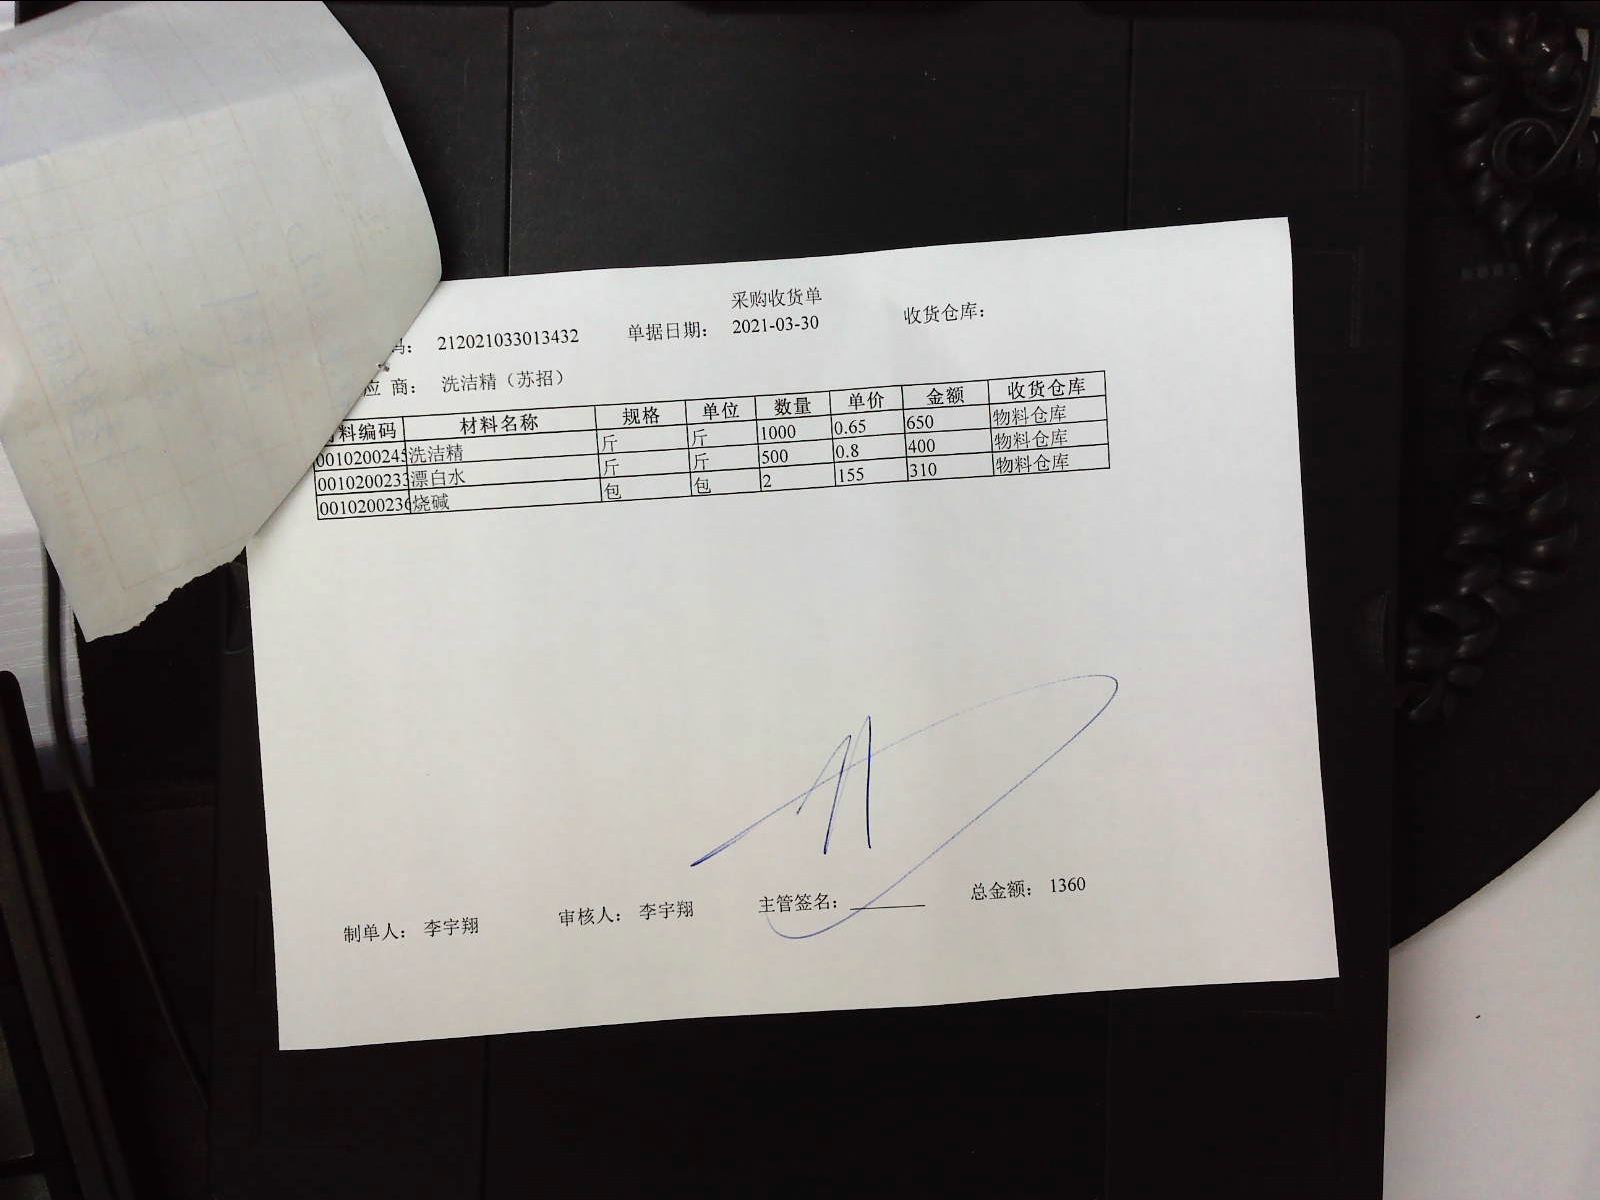 采购收货单
码： 212021033013432 单据日期： 2021-03-30 收货仓库：
应 商： 洗洁精（苏招）
料编码 材料名称 规格 单位 数量 单价 金额 收货仓库
0010200245 洗洁精 斤 斤 1000 0.65 650 物料仓库
0010200233 漂白水 斤 斤 500 0.8 400 物料仓库
0010200236 烧碱 包 包 2 155 310 物料仓库
制单人： 李宇翔 审核人： 李宇翔 主管签名： 总金额： 1360